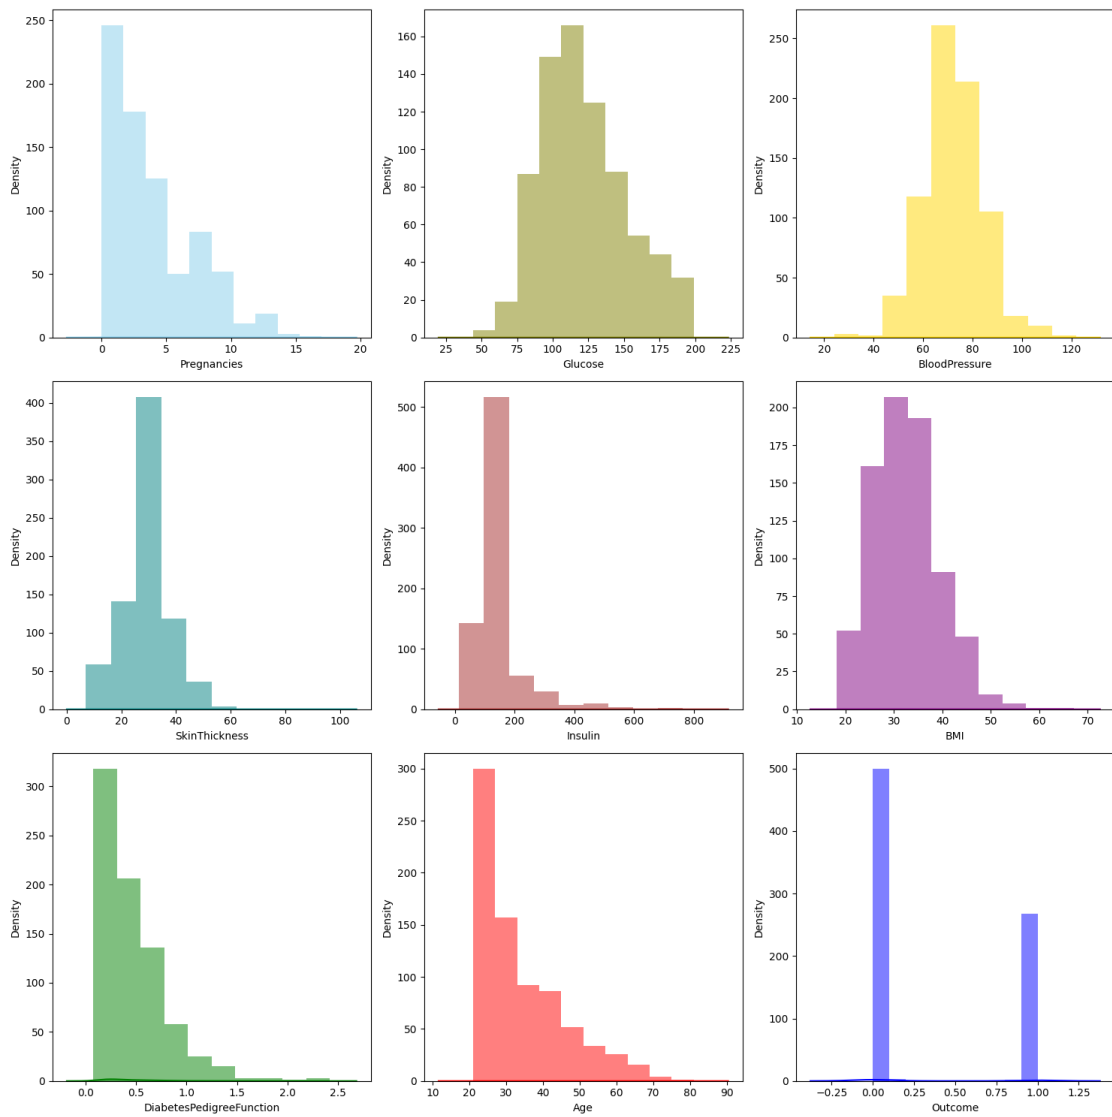 250
200
150
100
50
0
Density
0 5 10 15 20
Pregnancies
160
140
120
100
80
60
40
20
0
Density
25 50 75 100 125 150 175 200 225
Glucose
250
200
150
100
50
0
Density
20 40 60 80 100 120
BloodPressure
400
350
300
250
200
150
100
50
0
Density
0 20 40 60 80 100
SkinThickness
500
400
300
200
100
0
Density
0 200 400 600 800
Insulin
200
175
150
125
100
75
50
25
0
Density
10 20 30 40 50 60 70
BMI
300
250
200
150
100
50
0
Density
0.0 0.5 1.0 1.5 2.0 2.5
DiabetesPedigreeFunction
300
250
200
150
100
50
0
Density
10 20 30 40 50 60 70 80 90
Age
500
400
300
200
100
0
Density
−0.25 0.00 0.25 0.50 0.75 1.00 1.25
Outcome